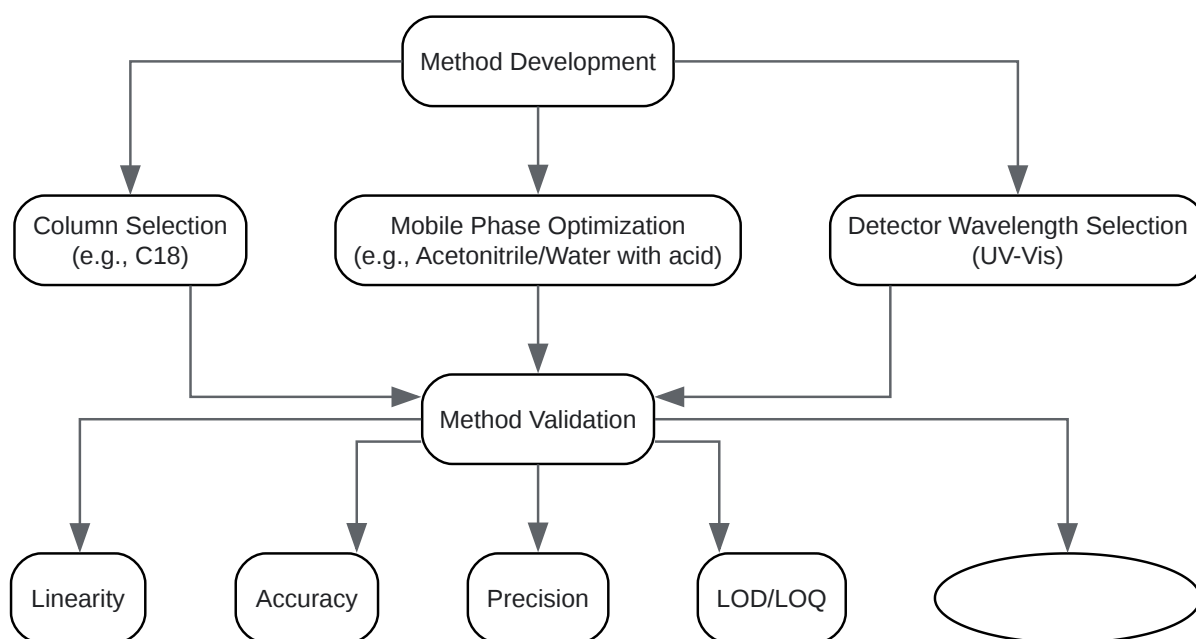 Method Development
Column Selection
(e.g., C18)
Mobile Phase Optimization
(e.g., Acetonitrile/Water with acid)
Detector Wavelength Selection
(UV-Vis)
Method Validation
Linearity
Accuracy
Precision
LOD/LOQ